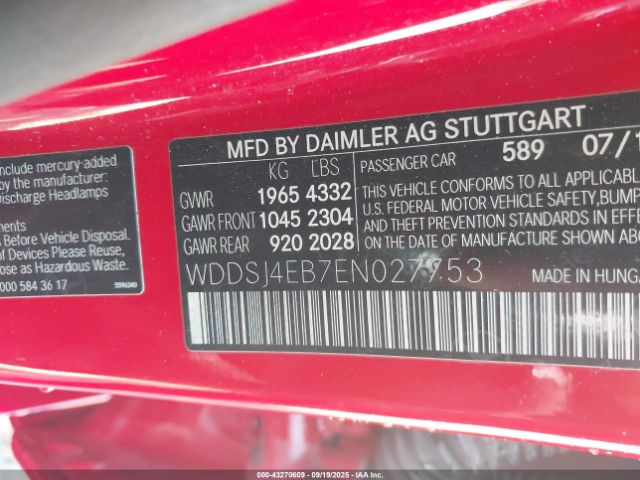 include mercury-added
by the manufacturer:
Discharge Headlamps
ements
Before Vehicle Disposal.
of Devices Please Reuse,
ose as Hazardous Waste.
000 584 36 17
MFD BY DAIMLER AG STUTTGART
KG LBS
GVWR 1965 4332
GAWR FRONT 1045 2304
GAWR REAR 920 2028
PASSENGER CAR 589 07/1
THIS VEHICLE CONFORMS TO ALL APPLICABL
U.S. FEDERAL MOTOR VEHICLE SAFETY, BUMP
AND THEFT PREVENTION STANDARDS IN EFFE
ON THE DATE OF MANUFACTURE SHOWN AB
WDDSJ4EB7EN027753
MADE IN HUNGA
© IAA 43270609 - 09/19/2025 - IAAI.COM